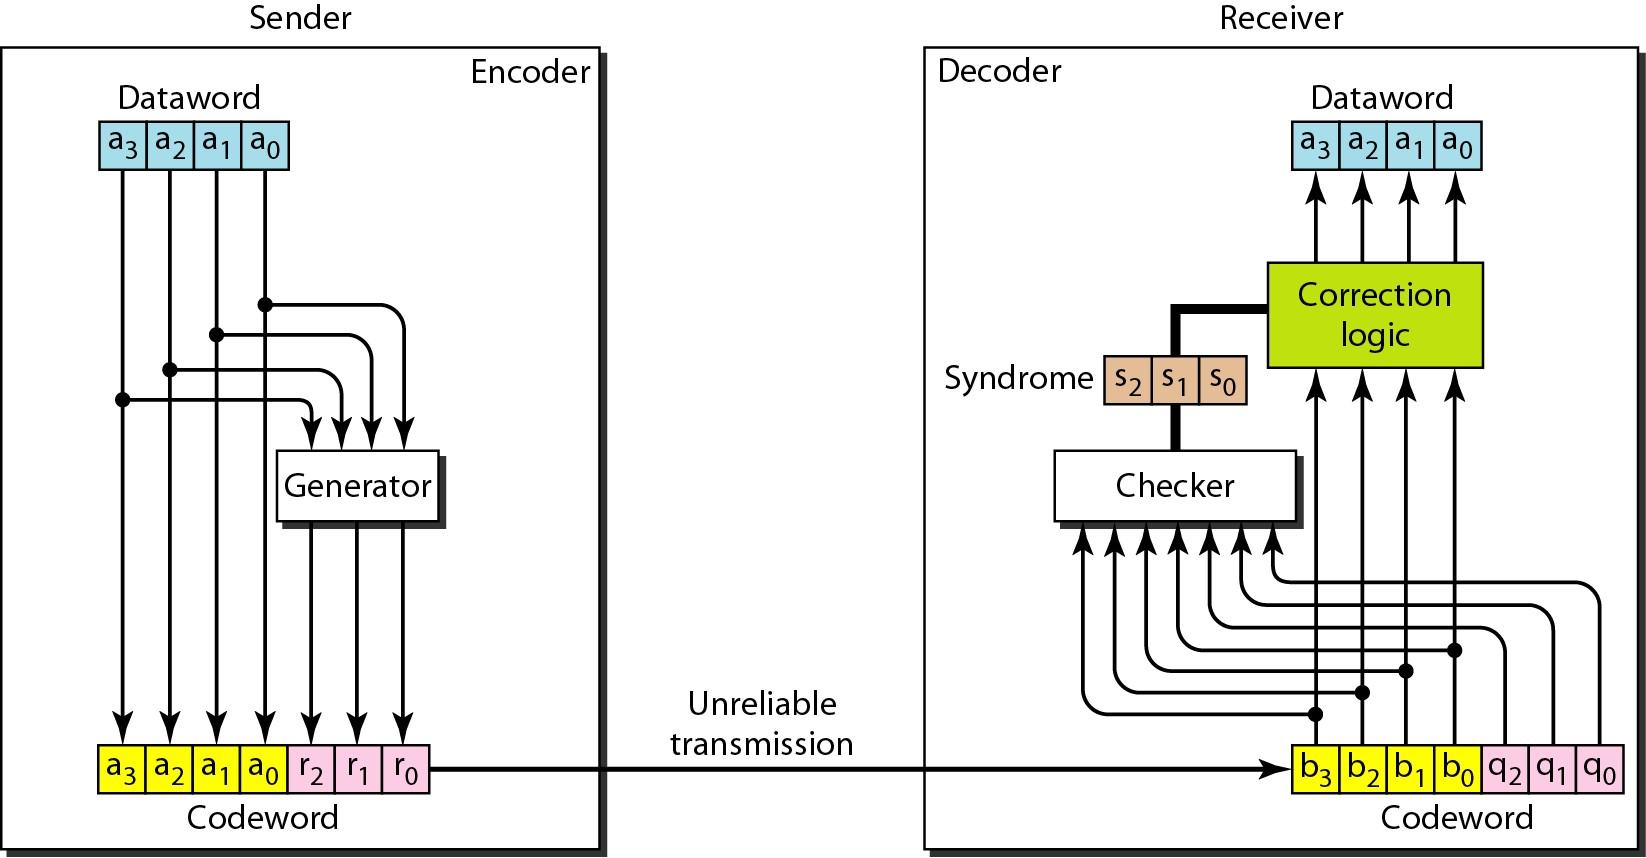 Sender
Encoder
Dataword
a3 a2 a1 a0
Generator
a3 a2 a1 a0 r2 r1 r0
Codeword
Unreliable
transmission
Receiver
Decoder
Dataword
a3 a2 a1 a0
Correction
logic
Syndrome s2 s1 s0
Checker
b3 b2 b1 b0 q2 q1 q0
Codeword